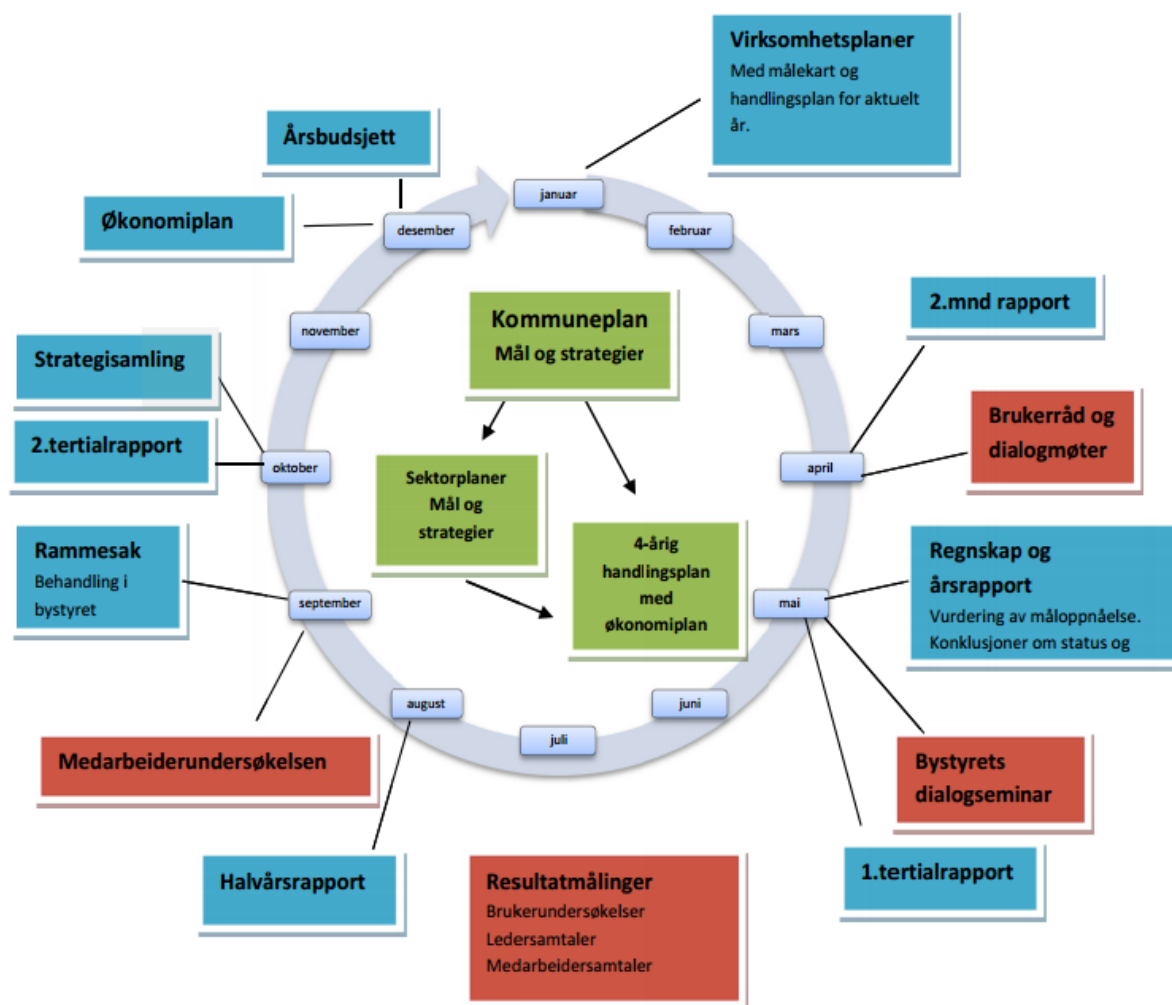 Virksomhetsplaner
Med målekart og
handlingsplan for aktuelt
år.
Årsbudsjett
Økonomiplan
januar
desember
februar
november
mars
Kommuneplan
Mål og strategier
2.mnd rapport
Strategisamling
Brukerråd og
dialogmøter
2.tertialrapport
oktober
april
Sektorplaner
Mål og
strategier
4-årig
handlingsplan
med
økonomiplan
Rammesak
Behandling i
bystyret
september
mai
Regnskap og
årsrapport
Vurdering av måloppnåelse.
Konklusjoner om status og
august
juni
juli
Medarbeiderundersøkelsen
Bystyrets
dialogseminar
Halvårsrapport
Resultatmålinger
Brukerundersøkelser
Ledersamtaler
Medarbeidersamtaler
1.tertialrapport